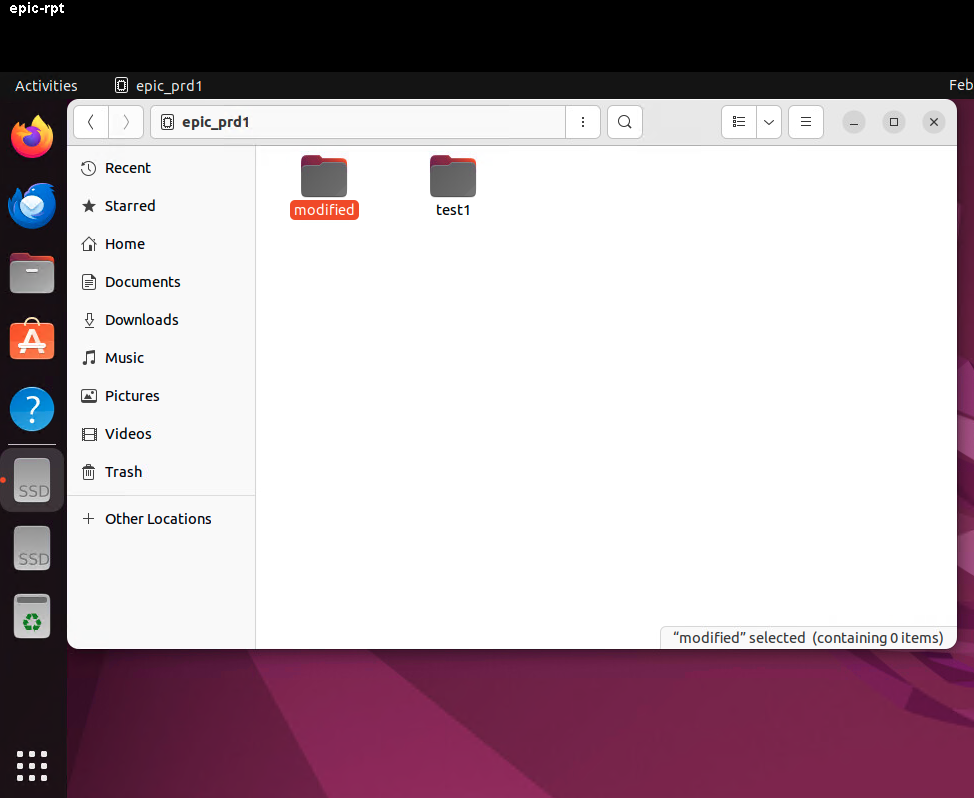 epic-rpt
Activities epic_prd1 Feb
epic_prd1
Recent
Starred
Home
Documents
Downloads
Music
Pictures
Videos
Trash
Other Locations
modified test1
SSD
SSD
"modified" selected (containing 0 items)